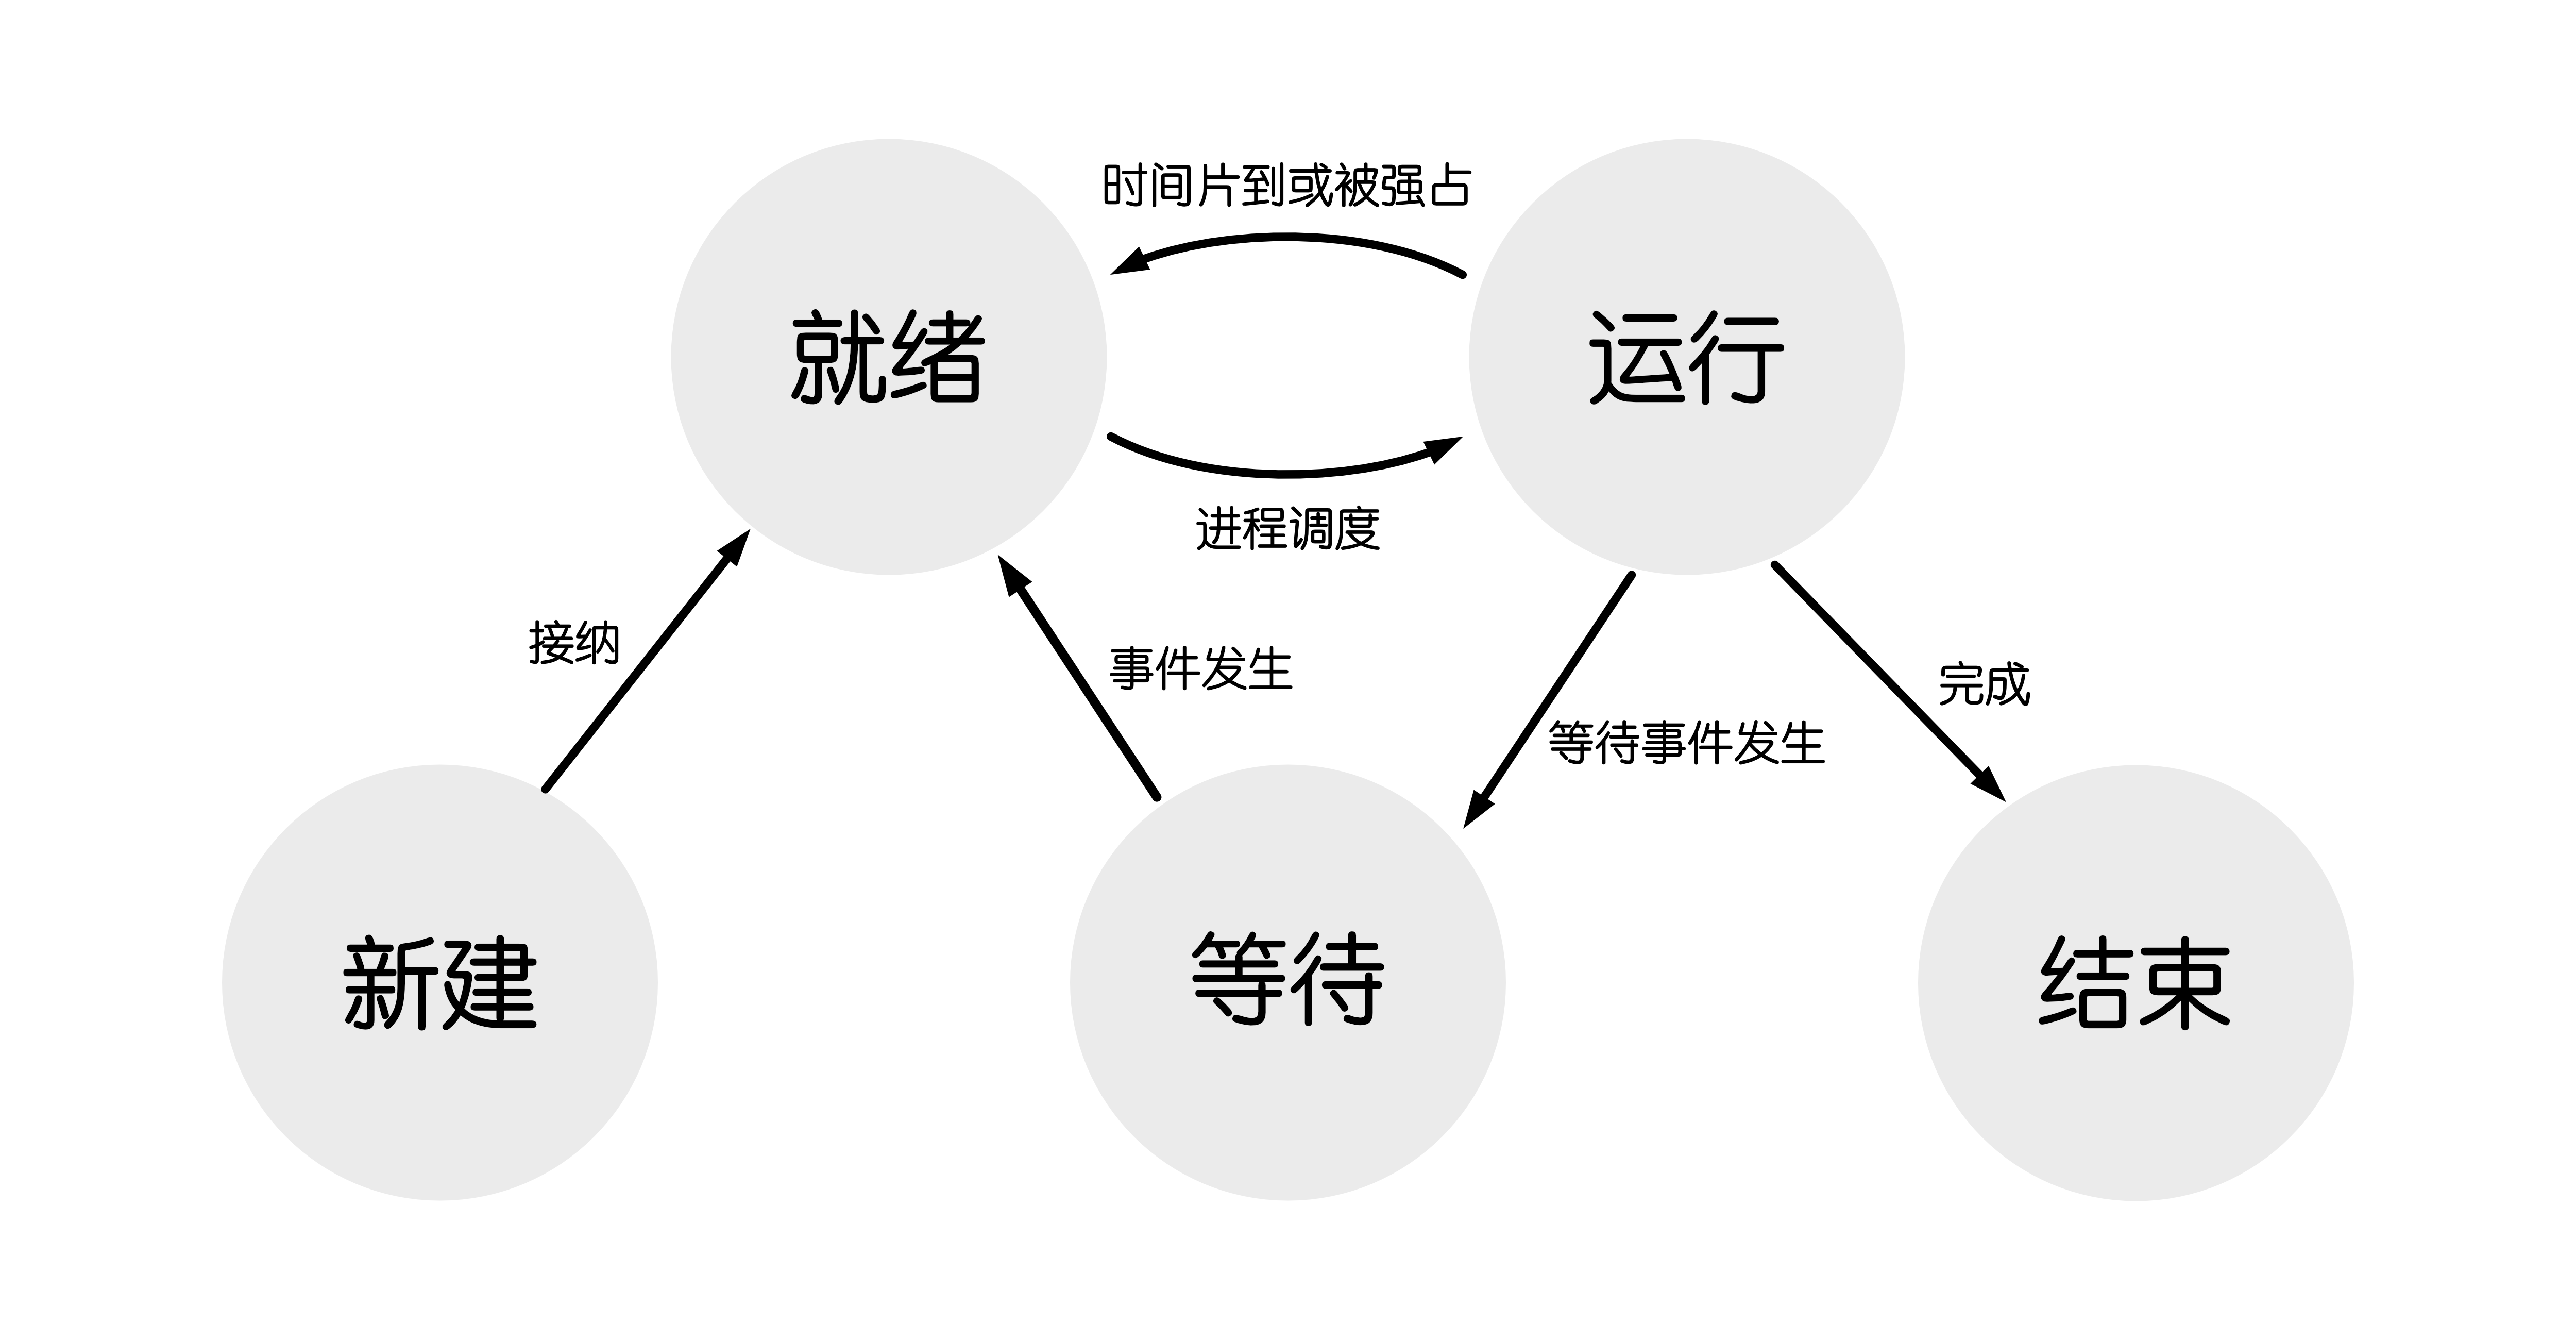 时间片到或被强占
就绪
运行
进程调度
接纳
事件发生
完成
等待事件发生
新建
等待
结束